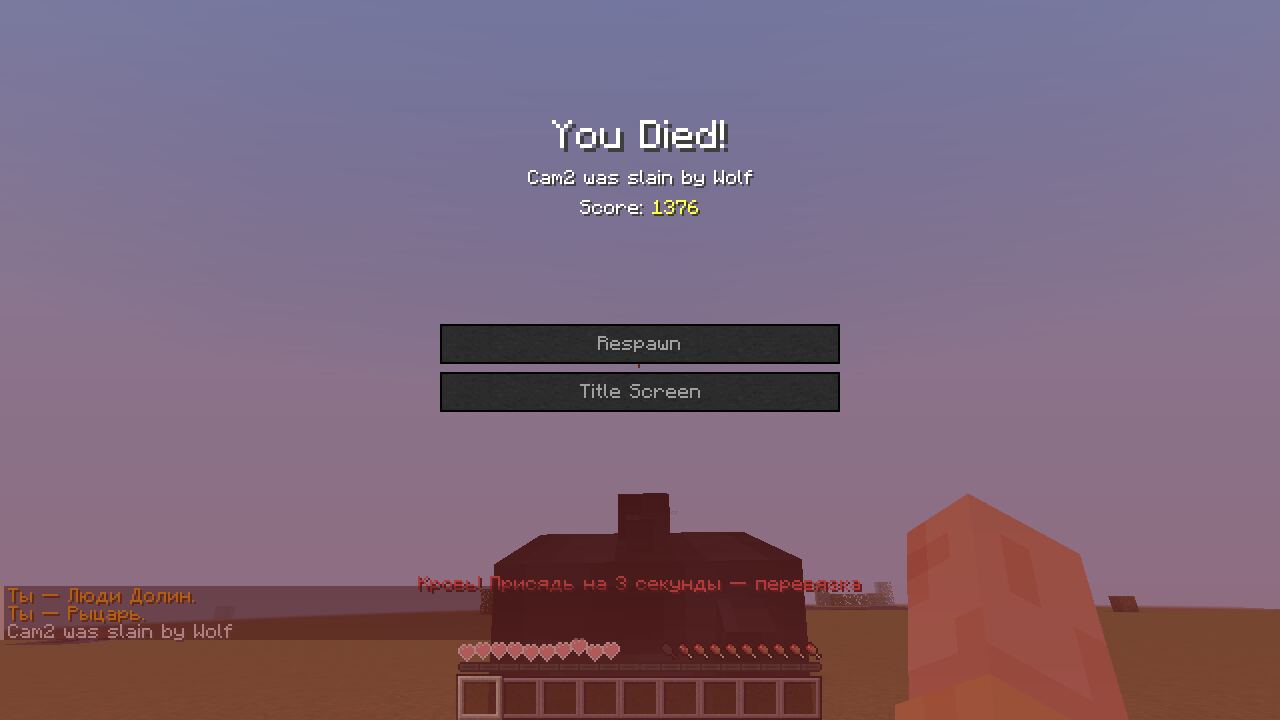 You Died!
Cam2 was slain by Wolf
Score: 1376
Respawn
Title Screen
Кровь! Присядь на 3 секунды — перевязка
Ты — Люди Долин.
Ты — Рыцарь.
Cam2 was slain by Wolf